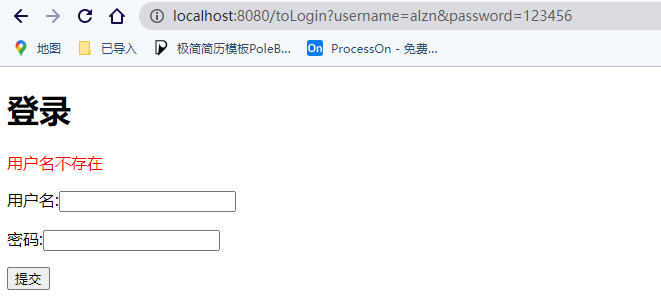 localhost:8080/toLogin?username=alzn&password=123456
地图 已导入 P 极简简历模板PoleB... On ProcessOn - 免费...
登录
用户名不存在
用户名:
密码:
提交